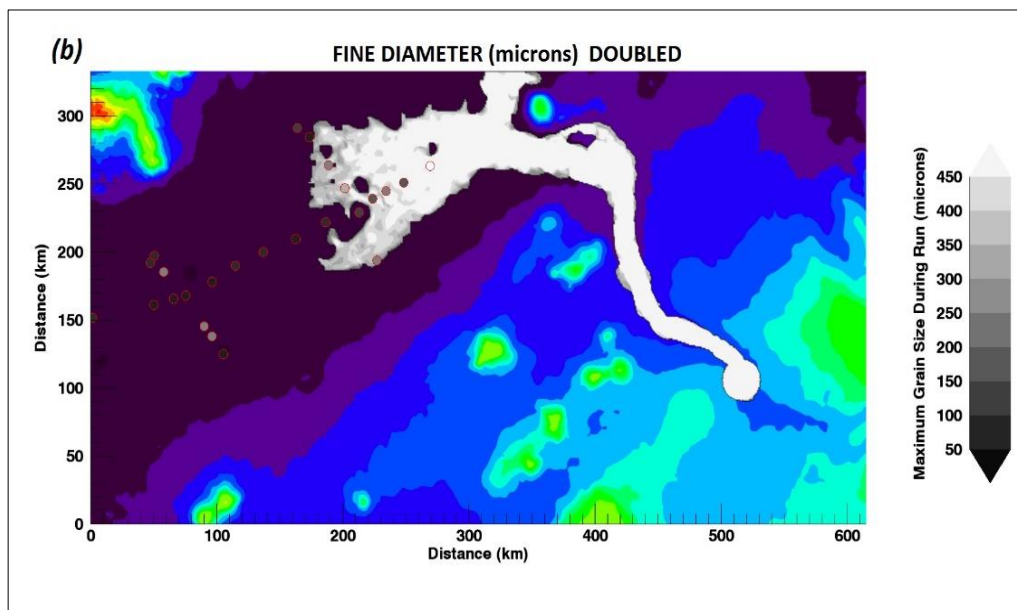 (b)
FINE DIAMETER (microns) DOUBLED
Distance (km)
300
250
200
150
100
50
0
0 100 200 300 400 500 600
Distance (km)
Maximum Grain Size During Run (microns)
450
400
350
300
250
200
150
100
50